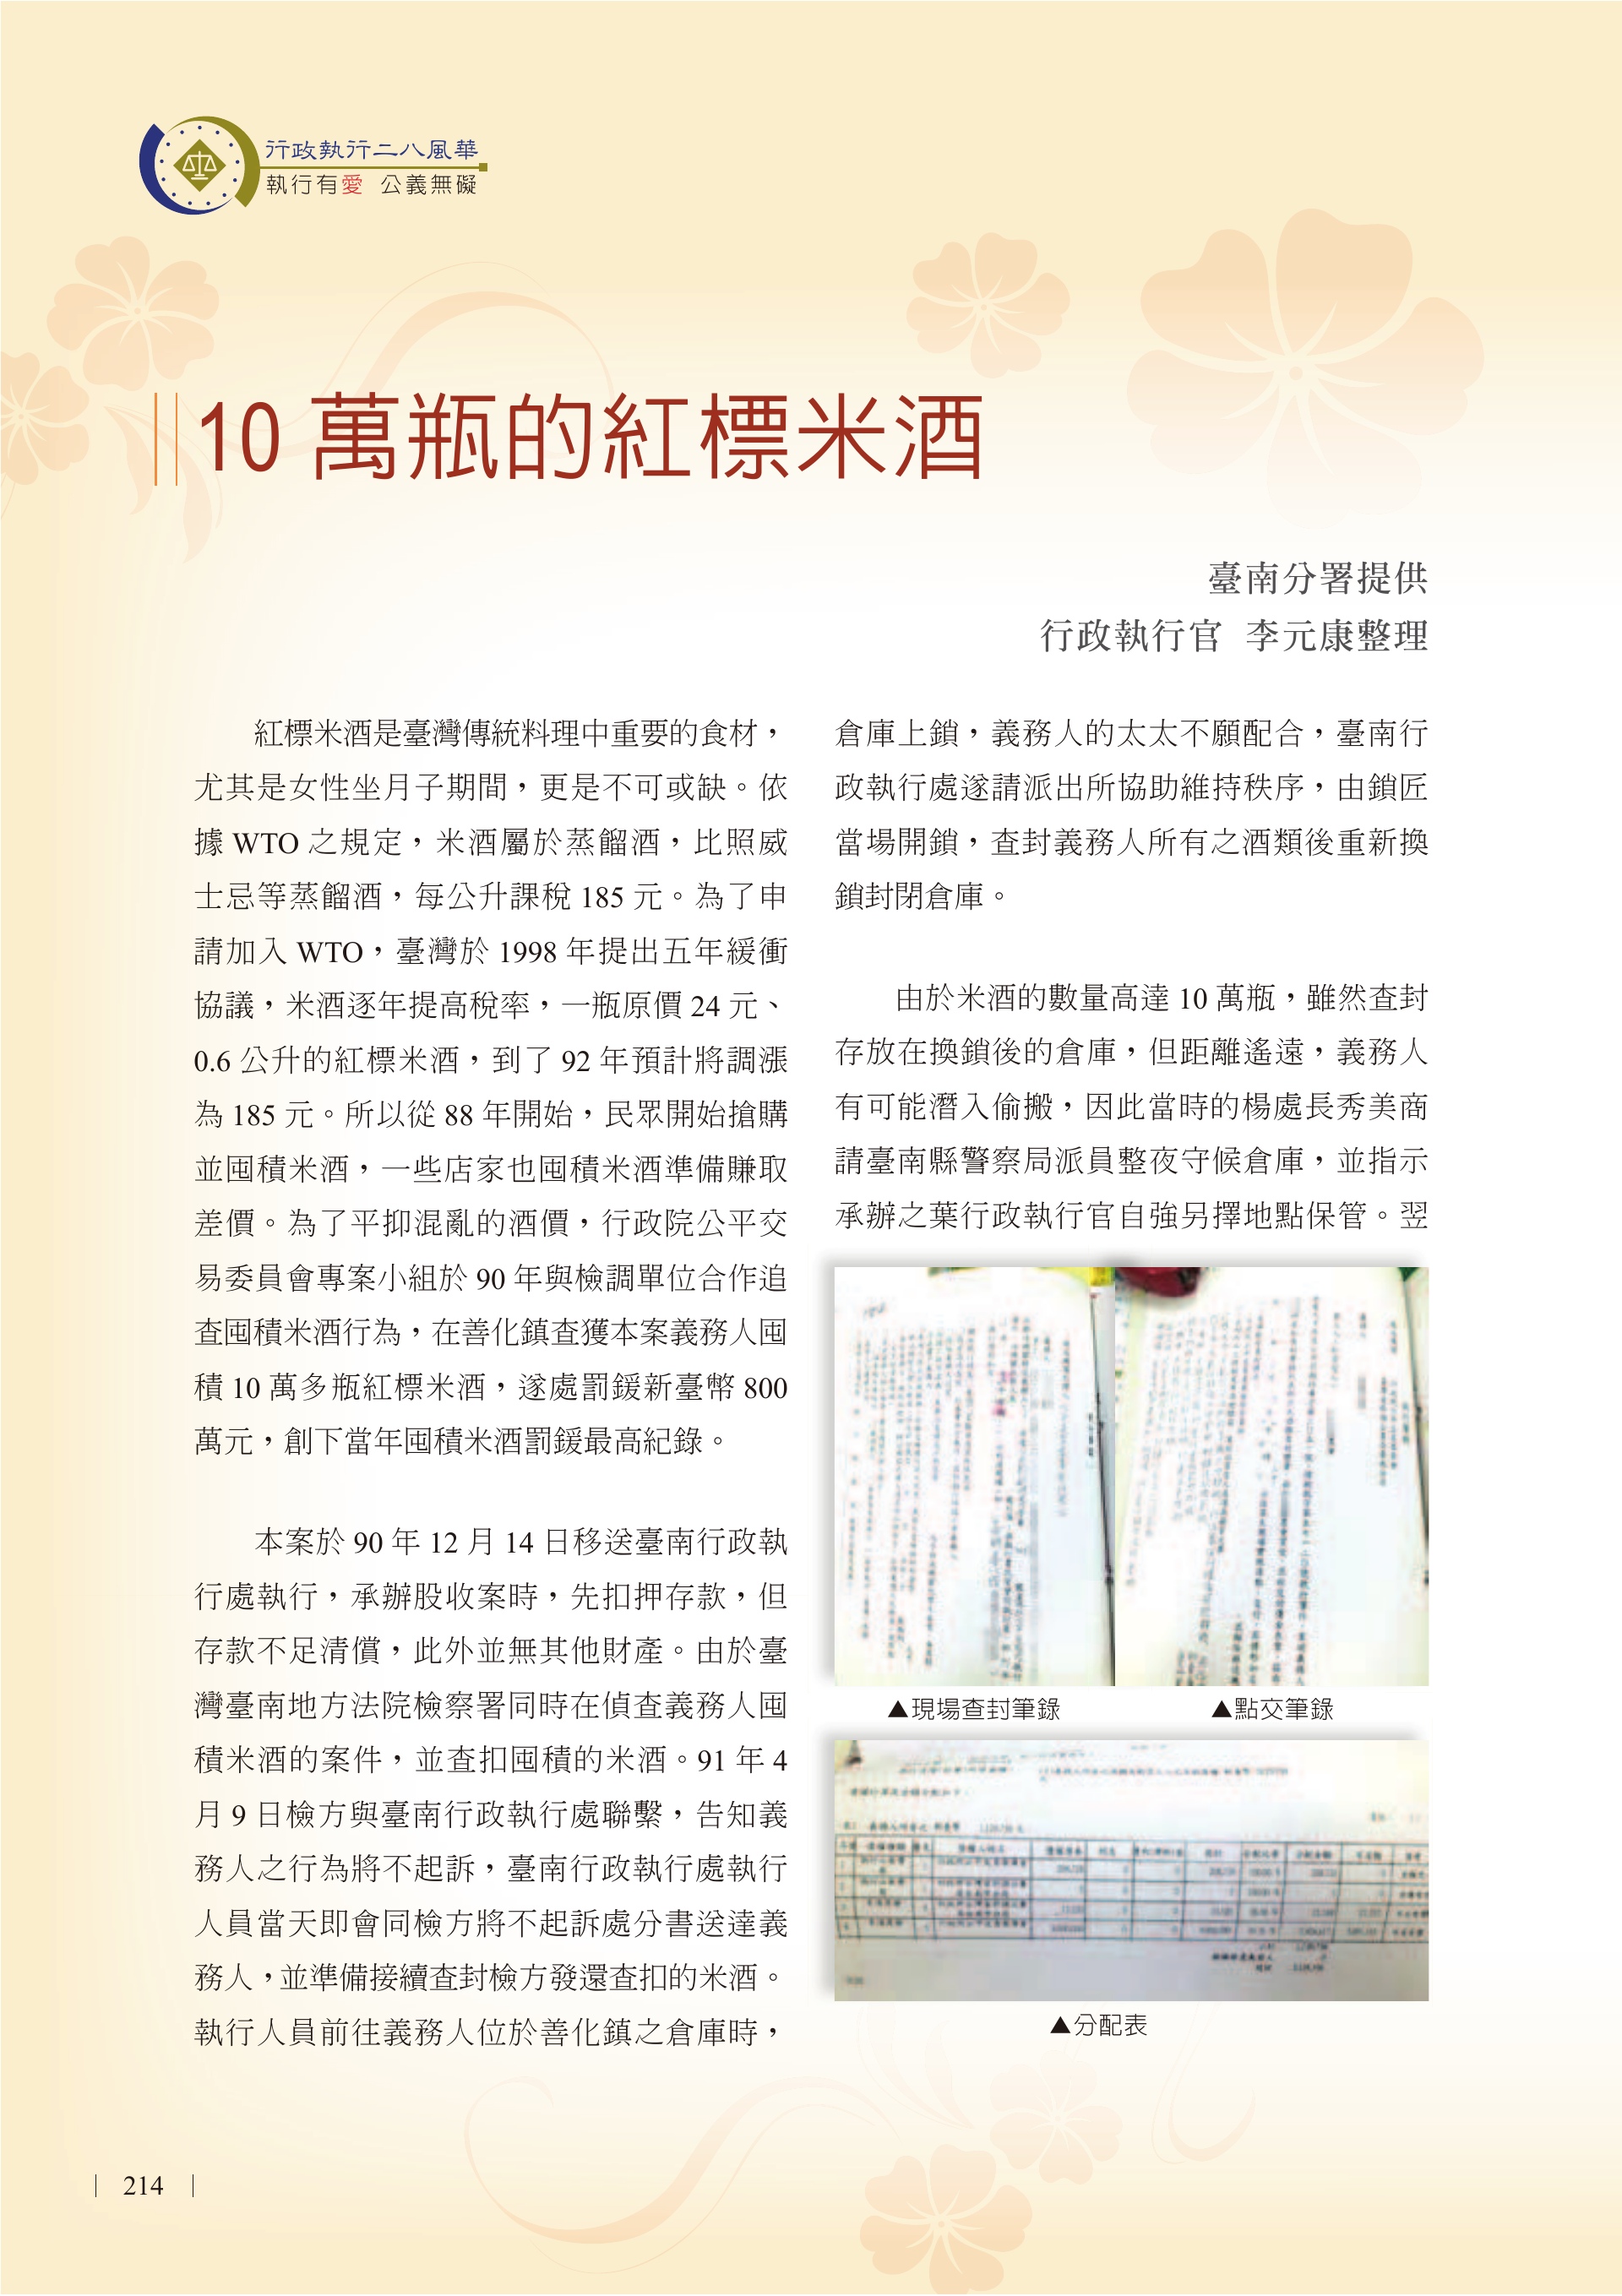 行政執行二八風華
執行有愛 公義無礙
10 萬瓶的紅標米酒
臺南分署提供
行政執行官 李元康整理
紅標米酒是臺灣傳統料理中重要的食材，
尤其是女性坐月子期間，更是不可或缺。依
據 WTO 之規定，米酒屬於蒸餾酒，比照威
士忌等蒸餾酒，每公升課稅 185 元。為了申
請加入 WTO，臺灣於 1998 年提出五年緩衝
協議，米酒逐年提高稅率，一瓶原價 24 元、
0.6 公升的紅標米酒，到了 92 年預計將調漲
為 185 元。所以從 88 年開始，民眾開始搶購
並囤積米酒，一些店家也囤積米酒準備賺取
差價。為了平抑混亂的酒價，行政院公平交
易委員會專案小組於 90 年與檢調單位合作追
查囤積米酒行為，在善化鎮查獲本案義務人囤
積 10 萬多瓶紅標米酒，遂處罰鍰新臺幣 800
萬元，創下當年囤積米酒罰鍰最高紀錄。
本案於 90 年 12 月 14 日移送臺南行政執
行處執行，承辦股收案時，先扣押存款，但
存款不足清償，此外並無其他財產。由於臺
灣臺南地方法院檢察署同時在偵查義務人囤
積米酒的案件，並查扣囤積的米酒。91 年 4
月 9 日檢方與臺南行政執行處聯繫，告知義
務人之行為將不起訴，臺南行政執行處執行
人員當天即會同檢方將不起訴處分書送達義
務人，並準備接續查封檢方發還查扣的米酒。
執行人員前往義務人位於善化鎮之倉庫時，
倉庫上鎖，義務人的太太不願配合，臺南行
政執行處遂請派出所協助維持秩序，由鎖匠
當場開鎖，查封義務人所有之酒類後重新換
鎖封閉倉庫。
由於米酒的數量高達 10 萬瓶，雖然查封
存放在換鎖後的倉庫，但距離遙遠，義務人
有可能潛入偷搬，因此當時的楊處長秀美商
請臺南縣警察局派員整夜守候倉庫，並指示
承辦之葉行政執行官自強另擇地點保管。翌
▲現場查封筆錄
▲點交筆錄
▲分配表
214